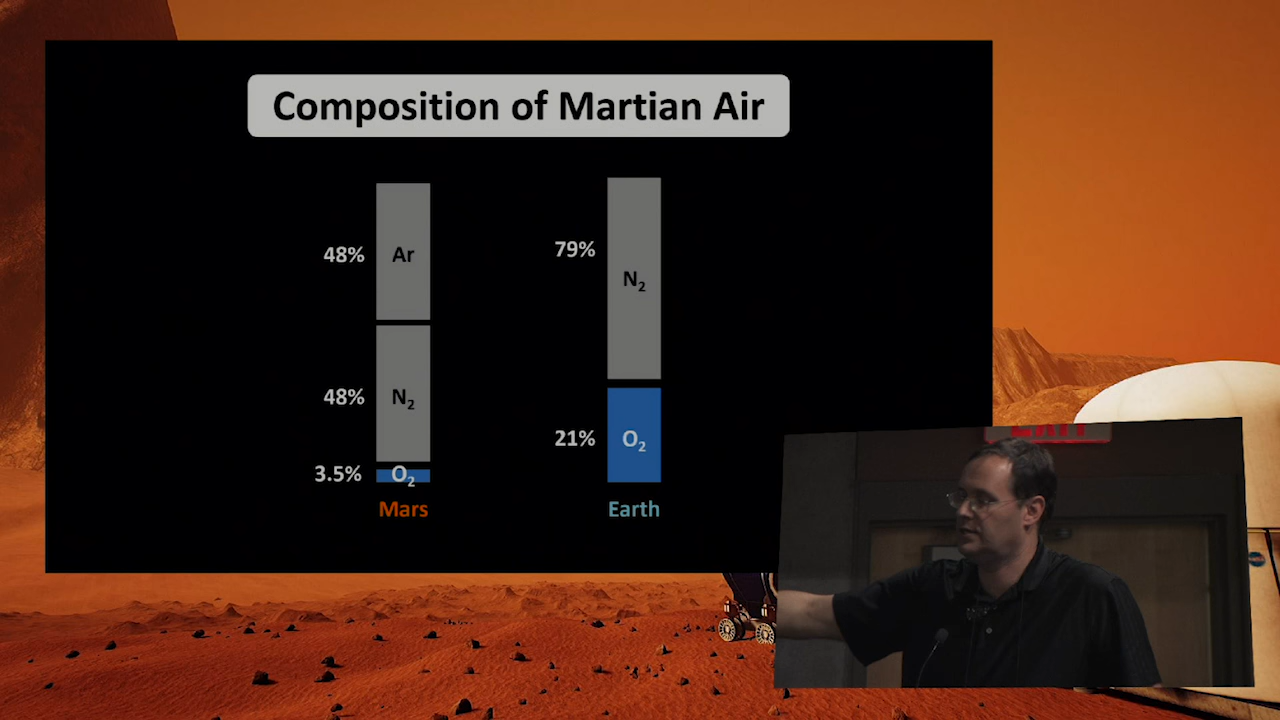 Composition of Martian Air
48% Ar
48% N₂
3.5% O₂
Mars
79% N₂
21% O₂
Earth